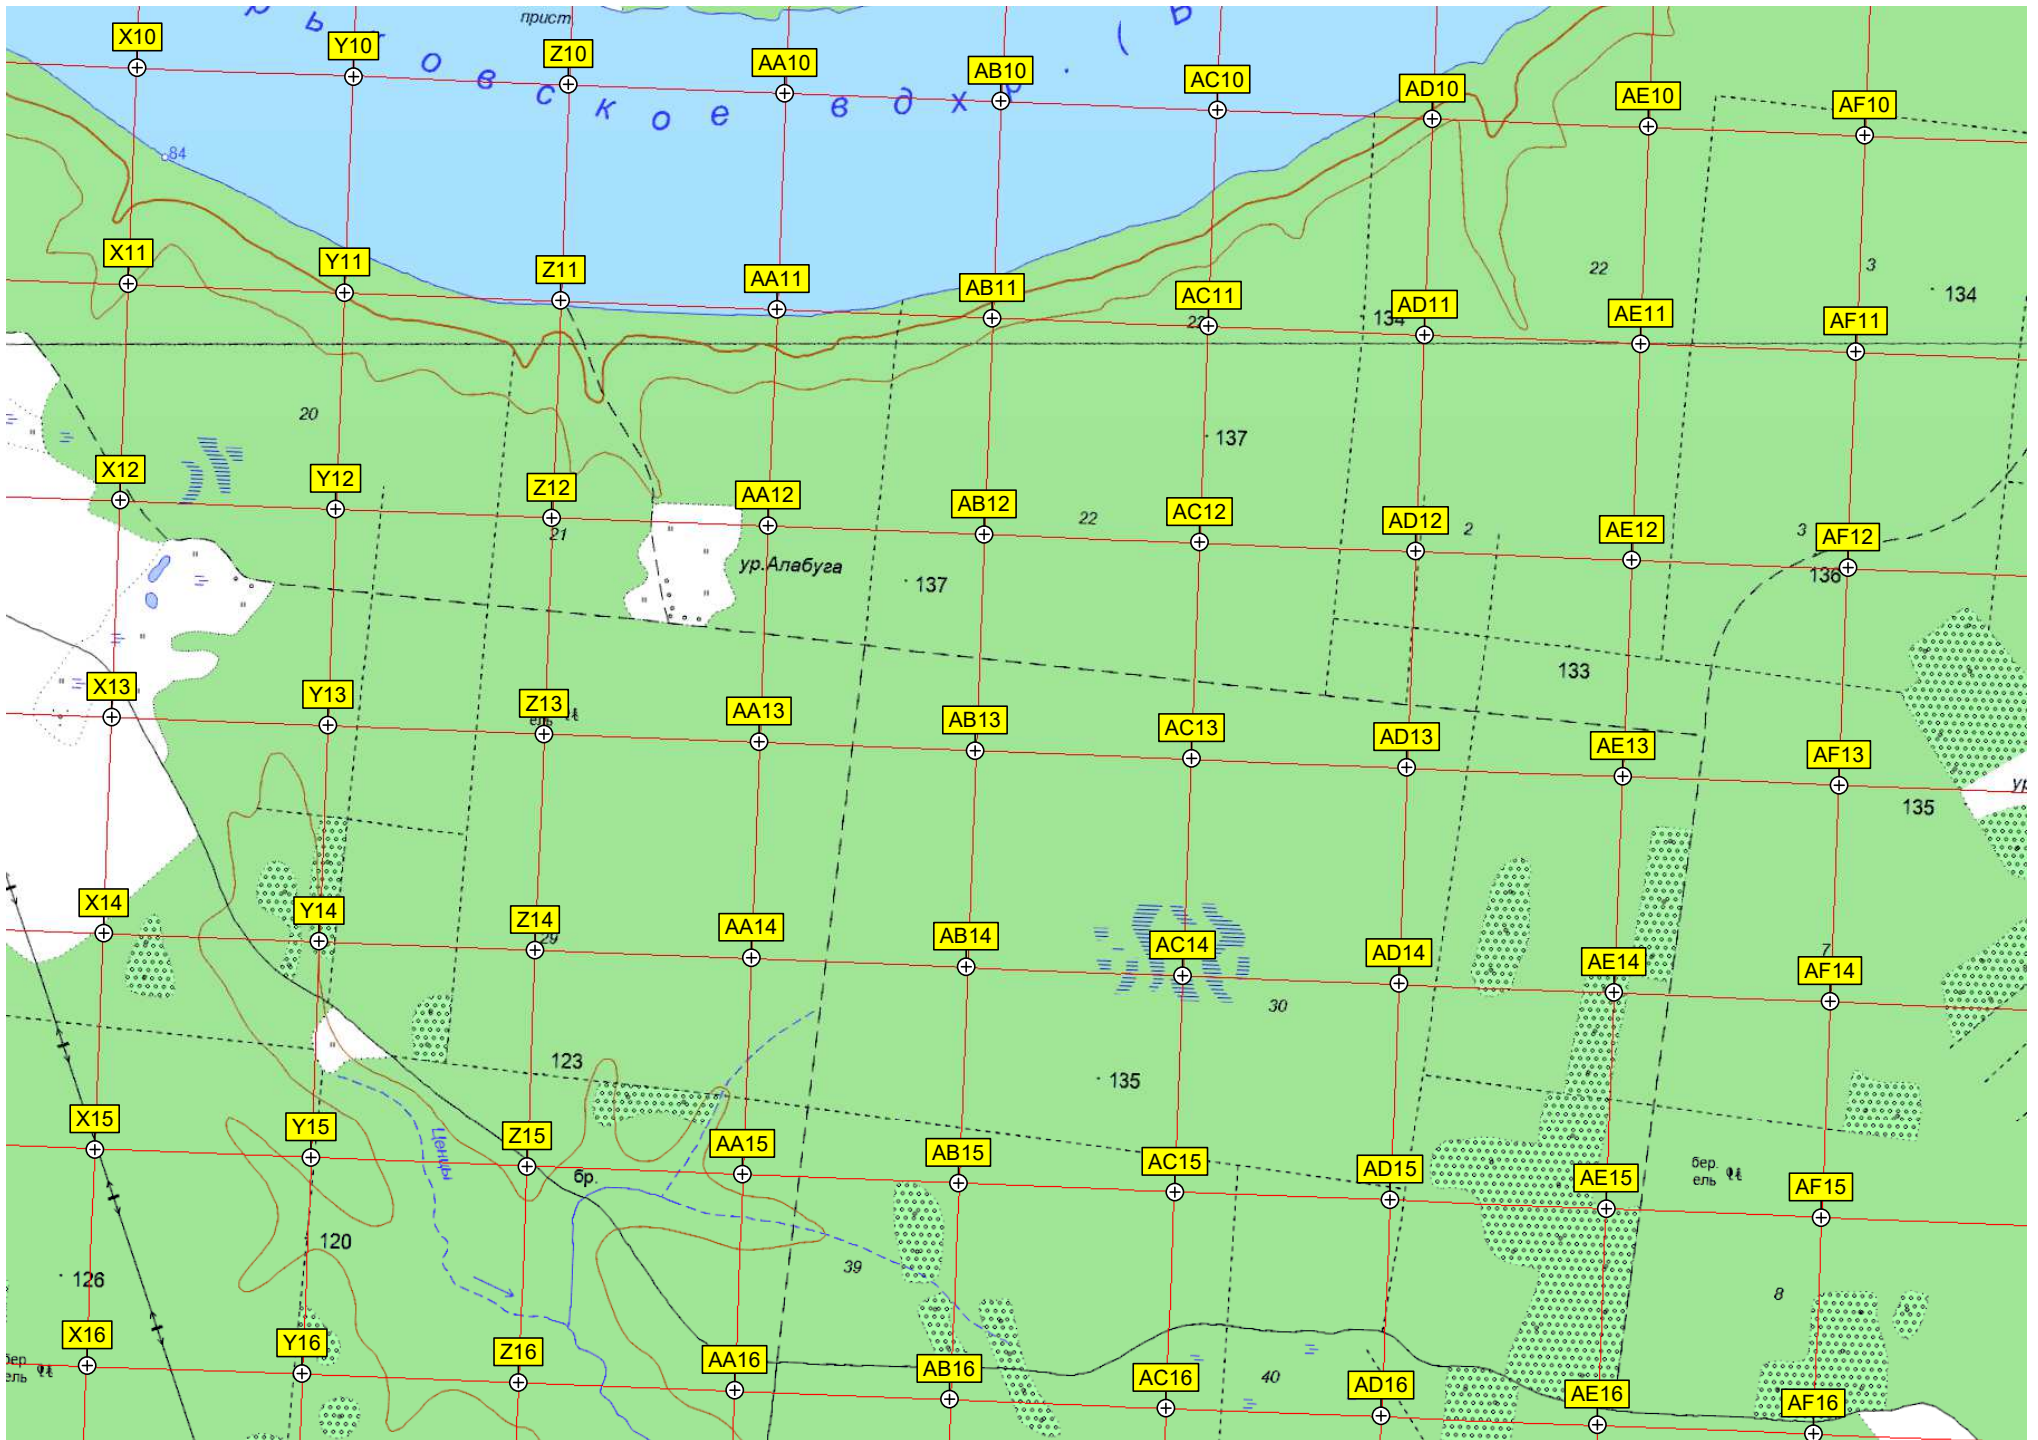 прист.
р ь к о в с к о е в д х р . ( Ь
X10 Y10 Z10 AA10 AB10 AC10 AD10 AE10 AF10
84
X11 Y11 Z11 AA11 AB11 AC11 AD11 AE11 AF11
22 3
134
134
20
137
X12 Y12 Z12 AA12 AB12 AC12 AD12 AE12 AF12
21 22 2 3
ур.Алабуга
137
136
133
X13 Y13 Z13 AA13 AB13 AC13 AD13 AE13 AF13
ель
ур
135
X14 Y14 Z14 AA14 AB14 AC14 AD14 AE14 AF14
29 7
30
123
135
X15 Y15 Z15 AA15 AB15 AC15 AD15 AE15 AF15
Ценцы
бр.
бер.
ель
120
126
39
8
X16 Y16 Z16 AA16 AB16 AC16 AD16 AE16 AF16
бер
ель
40